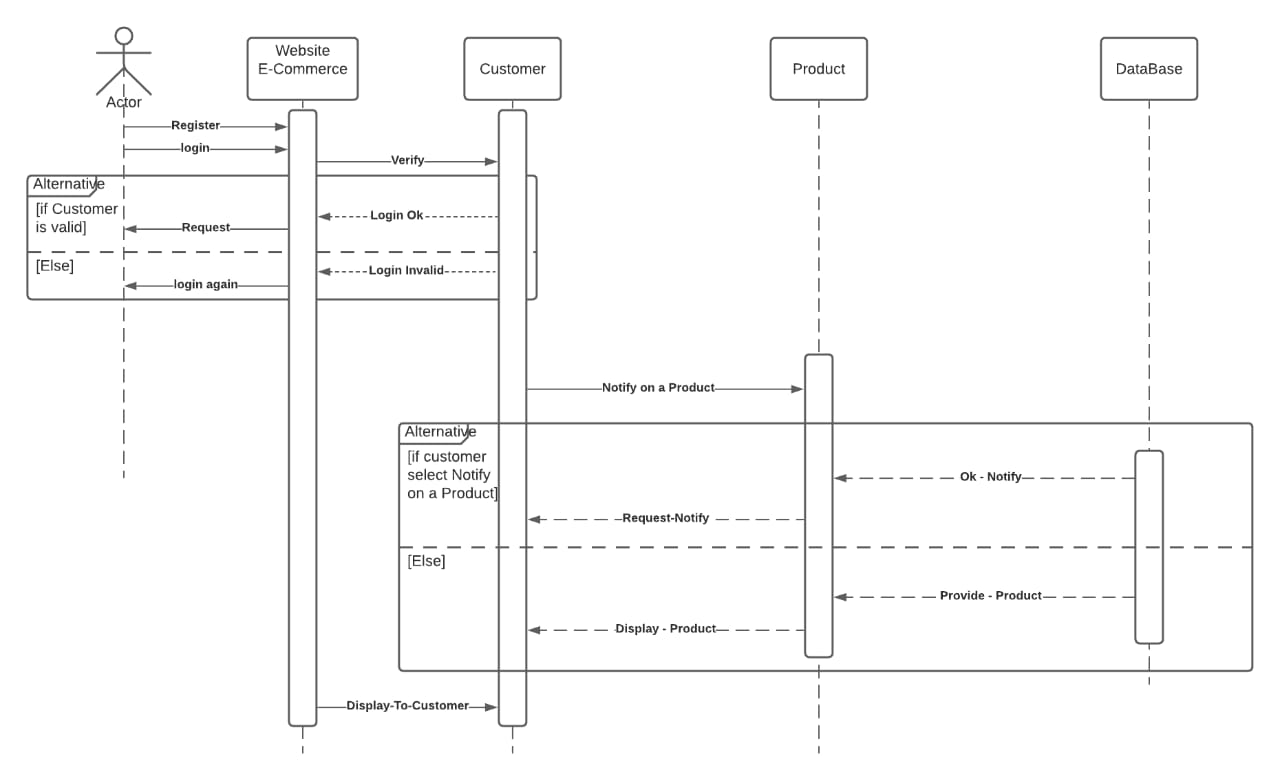 Website
E-Commerce
Customer
Product
DataBase
Actor
Register
login
Verify
Alternative
[if Customer
is valid]
Login Ok
Request
[Else]
Login Invalid
login again
Notify on a Product
Alternative
[if customer
select Notify
on a Product]
Ok - Notify
Request-Notify
[Else]
Provide - Product
Display - Product
Display-To-Customer